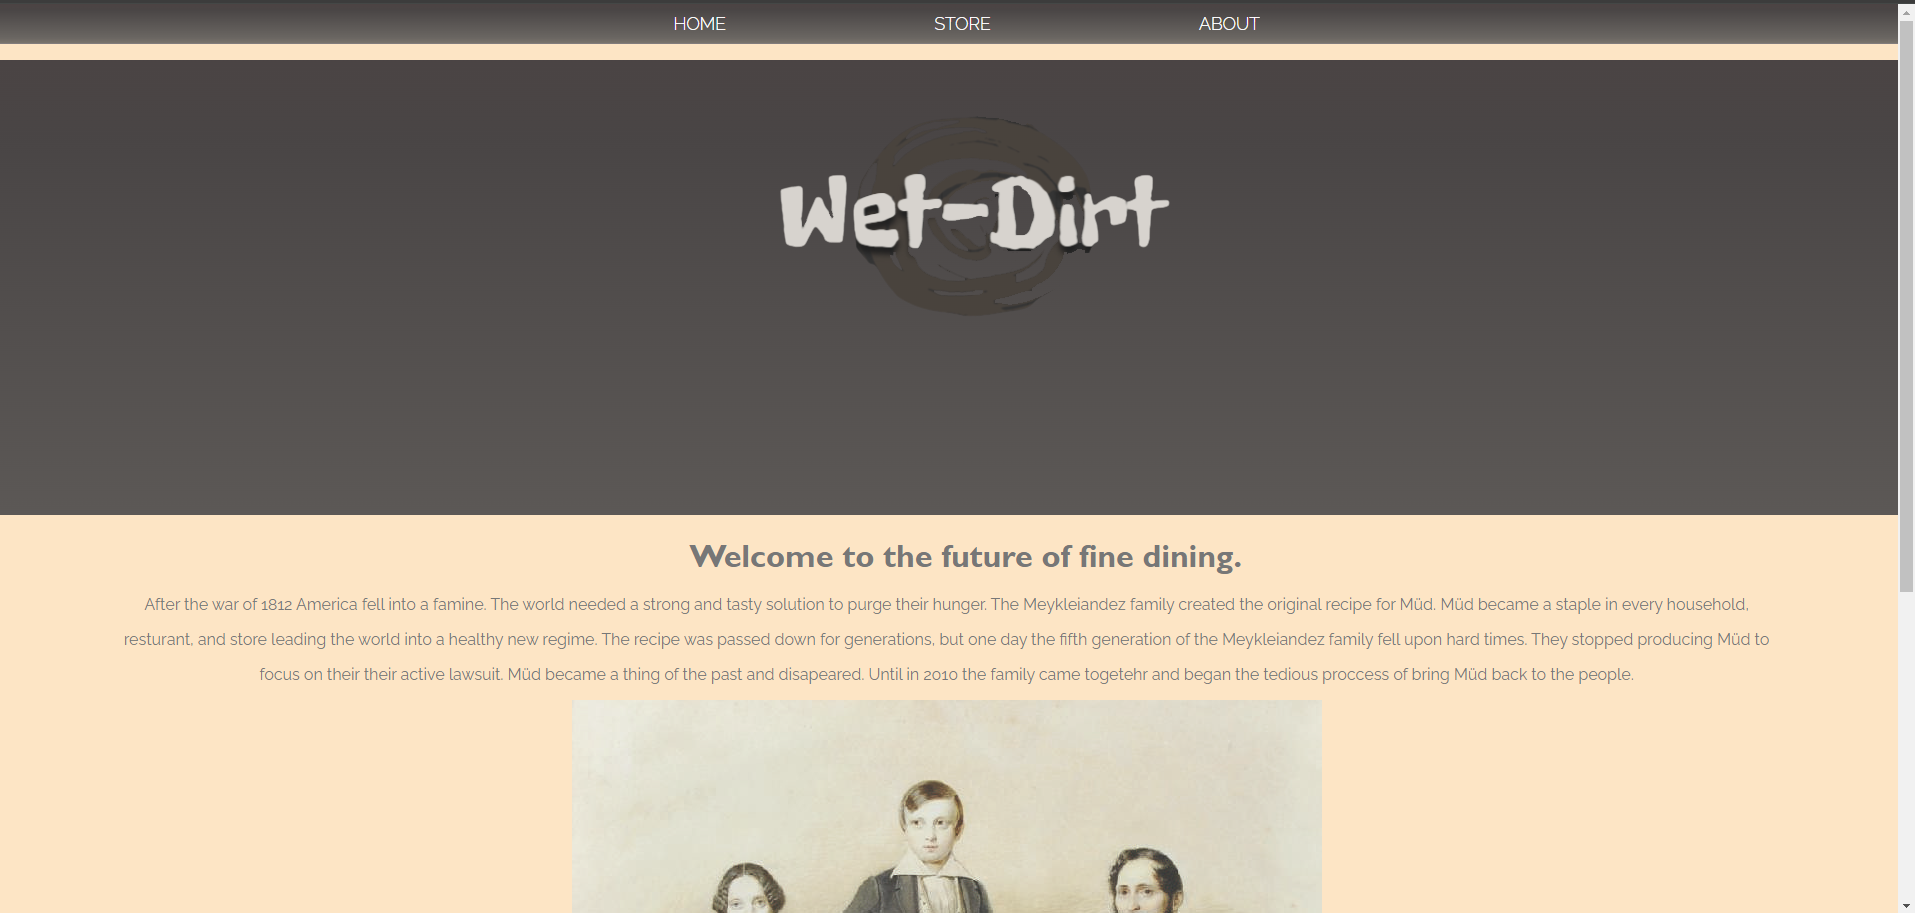 HOME STORE ABOUT
Wet-Dirt
Welcome to the future of fine dining.
After the war of 1812 America fell into a famine. The world needed a strong and tasty solution to purge their hunger. The Meykleiandez family created the original recipe for Müd. Müd became a staple in every household,
resturant, and store leading the world into a healthy new regime. The recipe was passed down for generations, but one day the fifth generation of the Meykleiandez family fell upon hard times. They stopped producing Müd to
focus on their their active lawsuit. Müd became a thing of the past and disapeared. Until in 2010 the family came togetehr and began the tedious proccess of bring Müd back to the people.